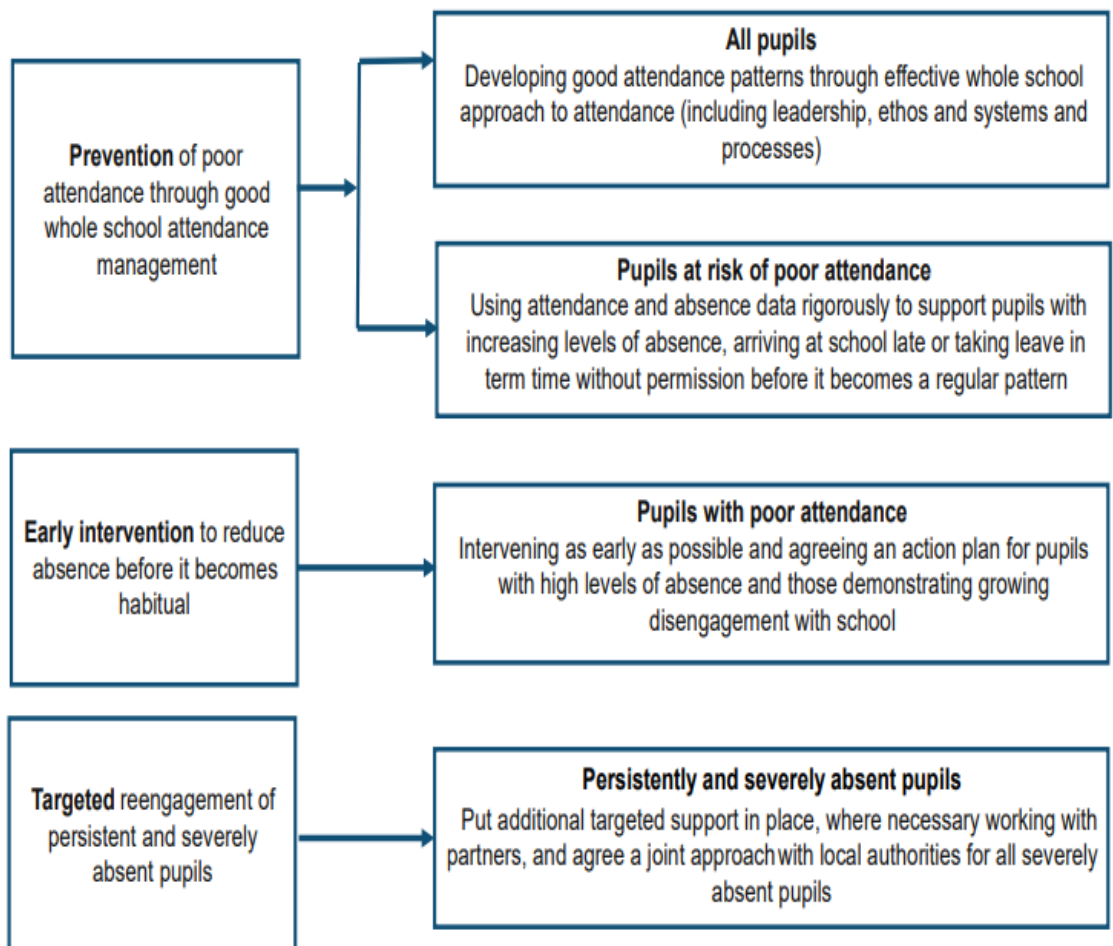 Prevention of poor
attendance through good
whole school attendance
management
All pupils
Developing good attendance patterns through effective whole school
approach to attendance (including leadership, ethos and systems and
processes)
Pupils at risk of poor attendance
Using attendance and absence data rigorously to support pupils with
increasing levels of absence, arriving at school late or taking leave in
term time without permission before it becomes a regular pattern
Early intervention to reduce
absence before it becomes
habitual
Pupils with poor attendance
Intervening as early as possible and agreeing an action plan for pupils
with high levels of absence and those demonstrating growing
disengagement with school
Targeted reengagement of
persistent and severely
absent pupils
Persistently and severely absent pupils
Put additional targeted support in place, where necessary working with
partners, and agree a joint approach with local authorities for all severely
absent pupils